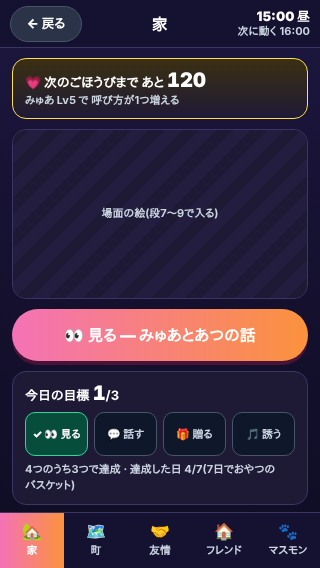 ← 戻る
家
15:00 昼
次に動く 16:00
💗 次のごほうびまで あと 120
みゅあ Lv5 で 呼び方が1つ増える
場面の絵(段7〜9で入る)
👀 見る — みゅあとあつの話
今日の目標 1/3
✓ 👀 見る
💬 話す
🎁 贈る
🎵 誘う
4つのうち3つで達成・達成した日 4/7(7日でおやつの
バスケット)
家
町
友情
フレンド
マスモン